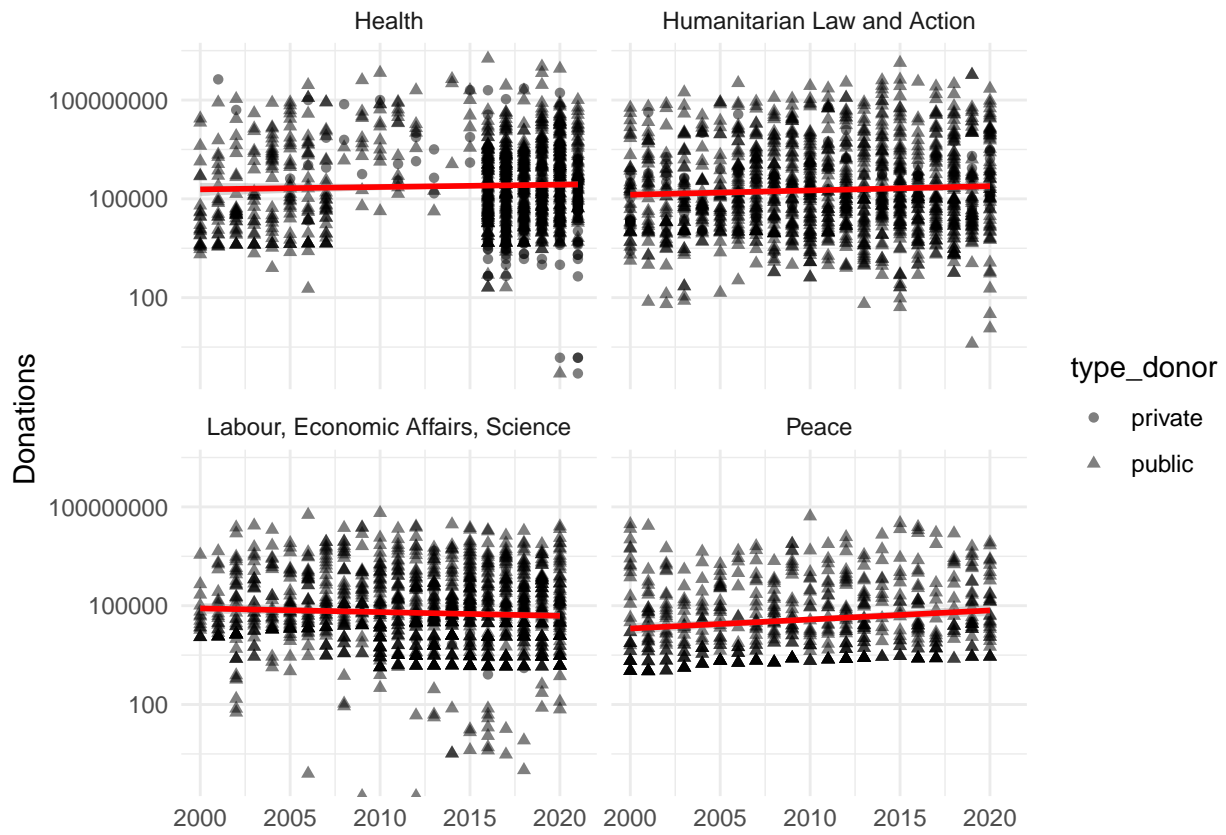 Health
Humanitarian Law and Action
100000000
100000
100
Labour, Economic Affairs, Science
Peace
100000000
100000
100
2000 2005 2010 2015 2020
2000 2005 2010 2015 2020
Donations
type_donor
private
public